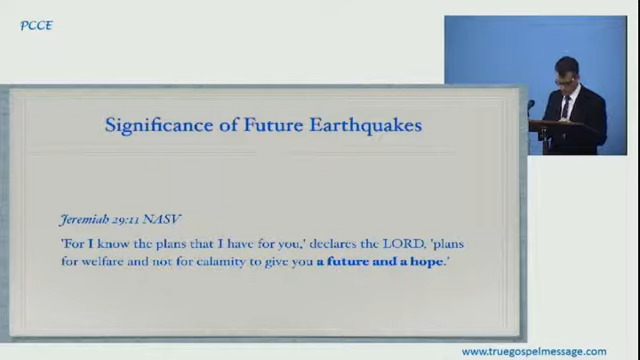 PCCE
Significance of Future Earthquakes
Jeremiah 29:11 NASV
'For I know the plans that I have for you,' declares the LORD, 'plans
for welfare and not for calamity to give you a future and a hope.'
www.truegospelmessage.com